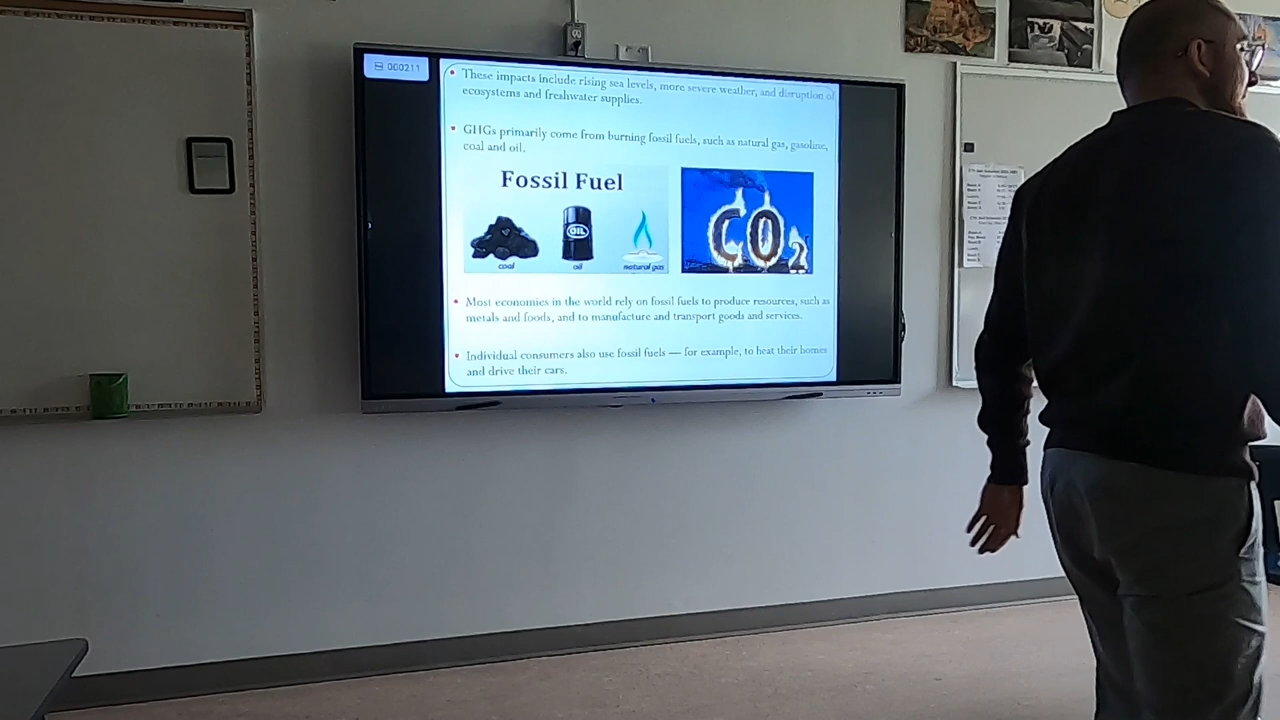 000211
These impacts include rising sea levels, more severe weather, and disruption of
ecosystems and freshwater supplies.
GHGs primarily come from burning fossil fuels, such as natural gas, gasoline,
coal and oil.
Fossil Fuel
OIL
coal
oil
natural gas
CO2
Most economies in the world rely on fossil fuels to produce resources, such as
metals and foods, and to manufacture and transport goods and services.
Individual consumers also use fossil fuels — for example, to heat their homes
and drive their cars.